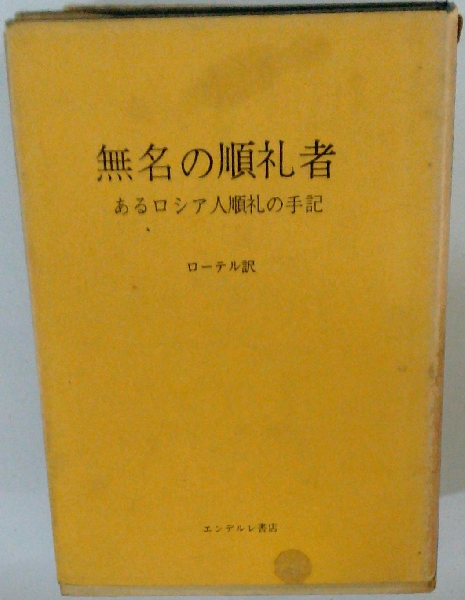 無名の順礼者
あるロシア人順礼の手記
ローテル訳
エンデルレ書店